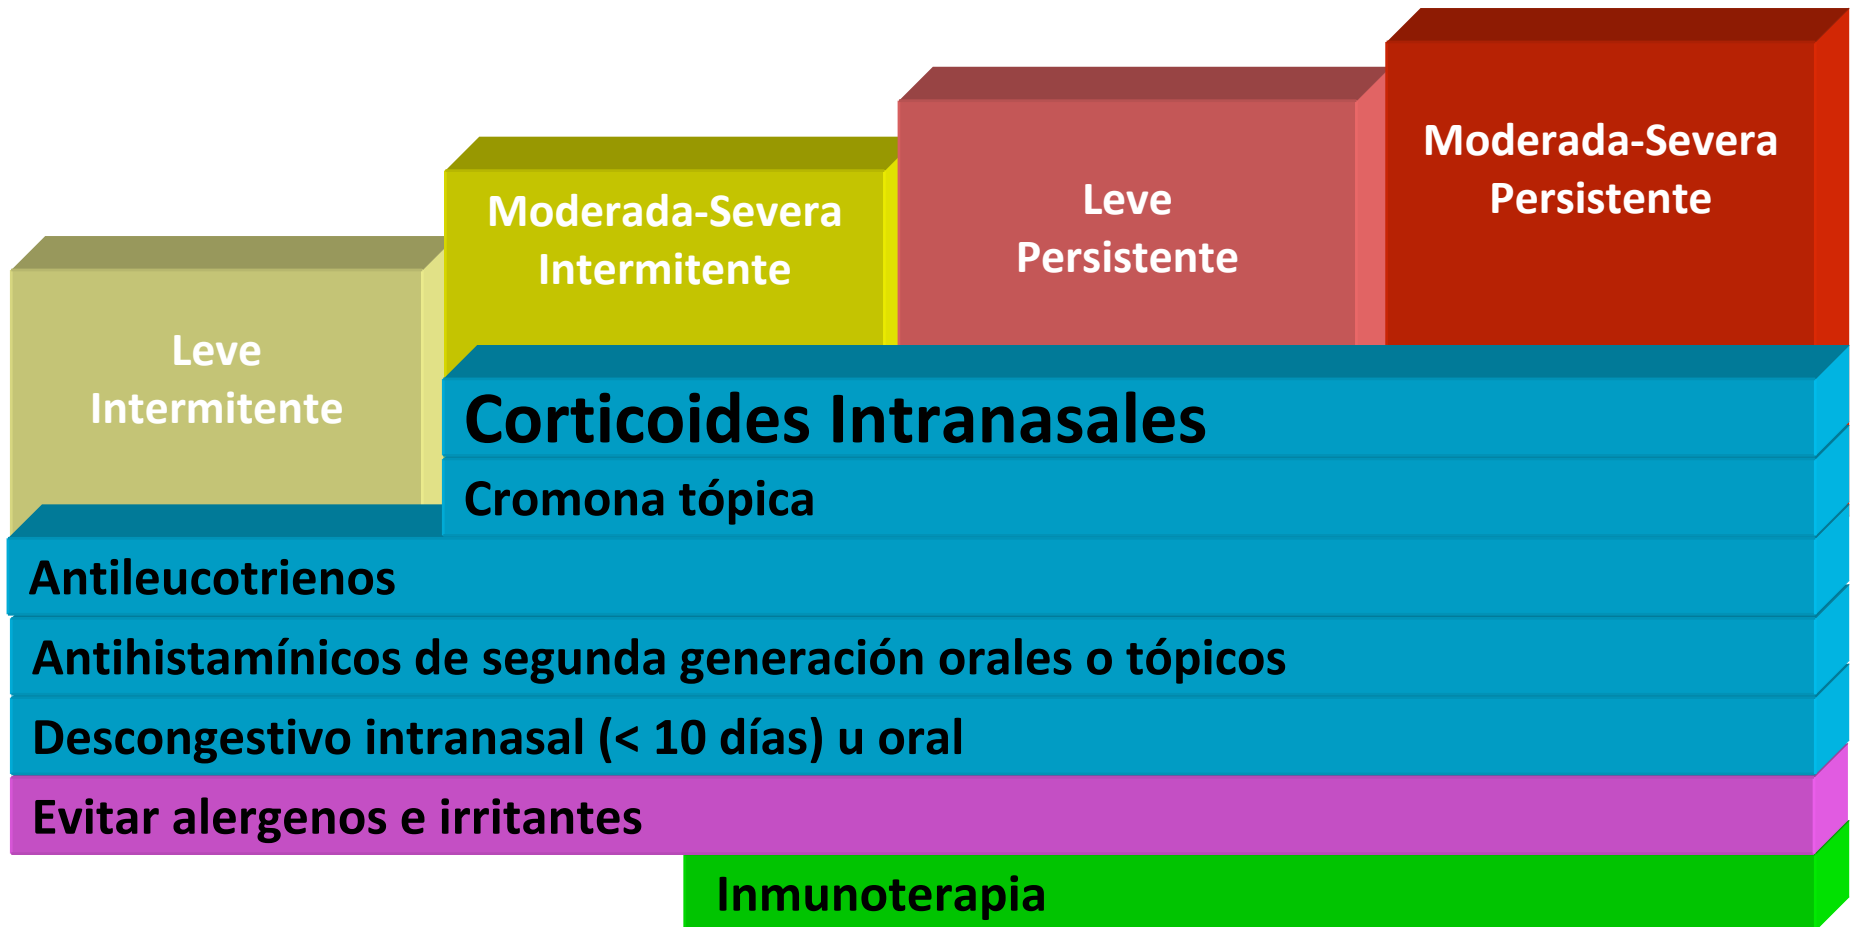 Leve
Intermitente
Moderada-Severa
Intermitente
Leve
Persistente
Moderada-Severa
Persistente
Corticoides Intranasales
Cromona tópica
Antileucotrienos
Antihistamínicos de segunda generación orales o tópicos
Descongestivo intranasal (< 10 días) u oral
Evitar alergenos e irritantes
Inmunoterapia